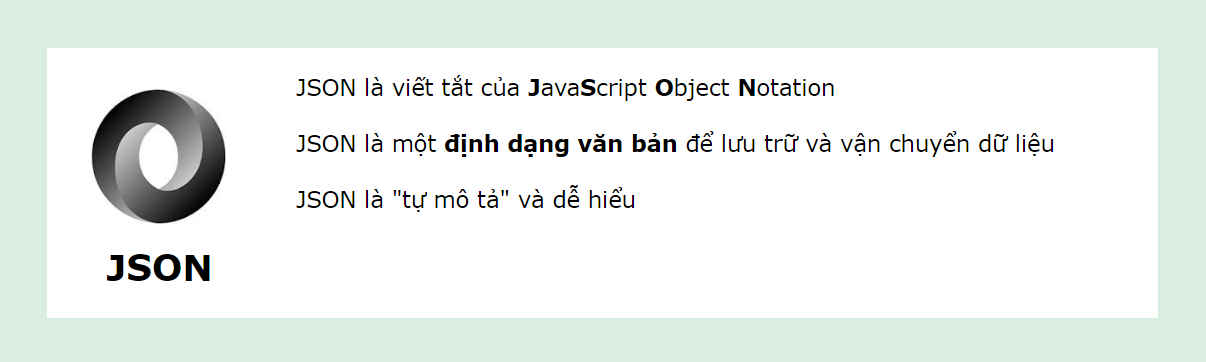 JSON là viết tắt của JavaScript Object Notation
JSON là một định dạng văn bản để lưu trữ và vận chuyển dữ liệu
JSON là "tự mô tả" và dễ hiểu
JSON